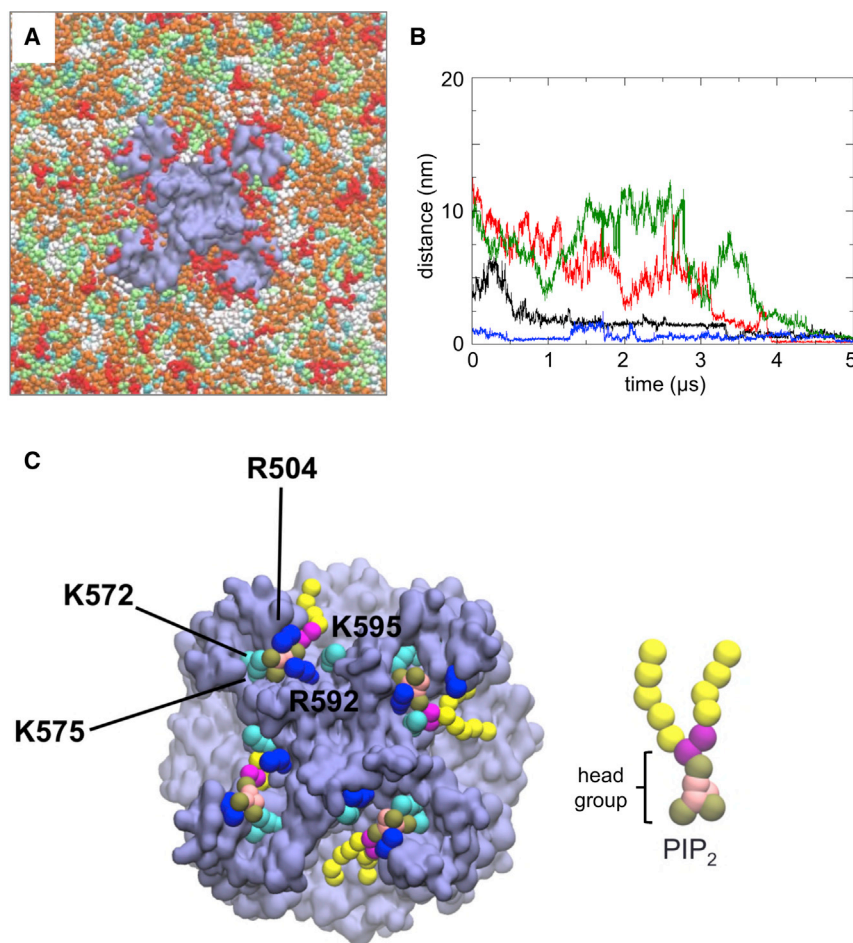 A
B
20
10
0
distance (nm)
0 1 2 3 4 5
time (µs)
C
R504
K572
K595
K575
R592
head
group
PIP2